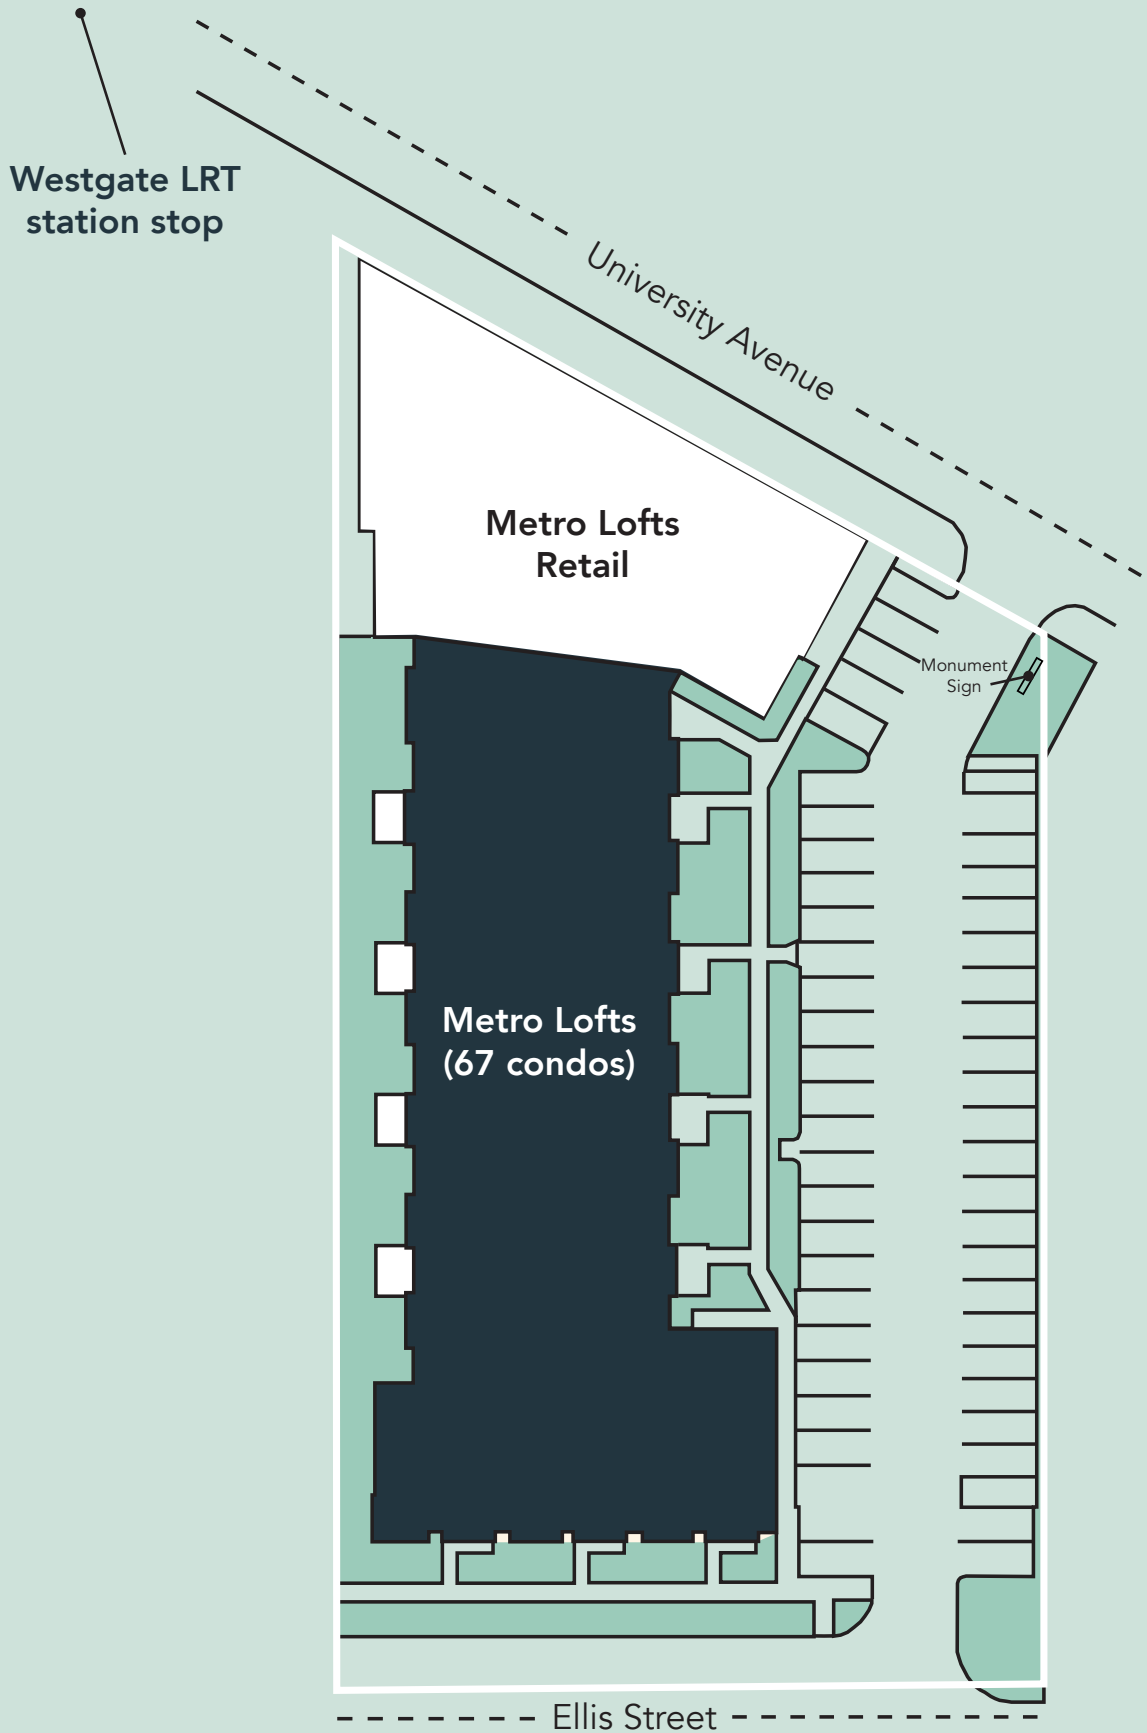 Westgate LRT
station stop
University Avenue
Metro Lofts
Retail
Monument
Sign
Metro Lofts
(67 condos)
Ellis Street